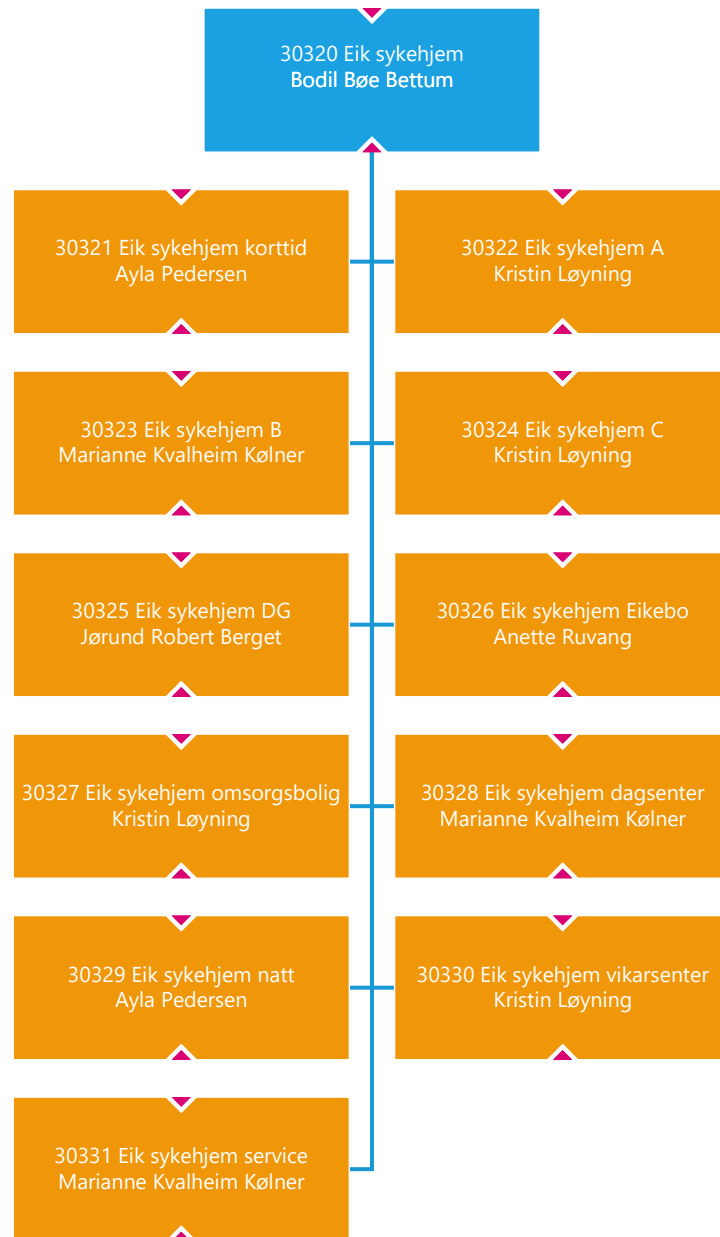 30320 Eik sykehjem
Bodil Bøe Bettum
30321 Eik sykehjem korttid
Ayla Pedersen
30322 Eik sykehjem A
Kristin Løyning
30323 Eik sykehjem B
Marianne Kvalheim Kølner
30324 Eik sykehjem C
Kristin Løyning
30325 Eik sykehjem DG
Jørund Robert Berget
30326 Eik sykehjem Eikebo
Anette Ruvang
30327 Eik sykehjem omsorgsbolig
Kristin Løyning
30328 Eik sykehjem dagsenter
Marianne Kvalheim Kølner
30329 Eik sykehjem natt
Ayla Pedersen
30330 Eik sykehjem vikarsenter
Kristin Løyning
30331 Eik sykehjem service
Marianne Kvalheim Kølner